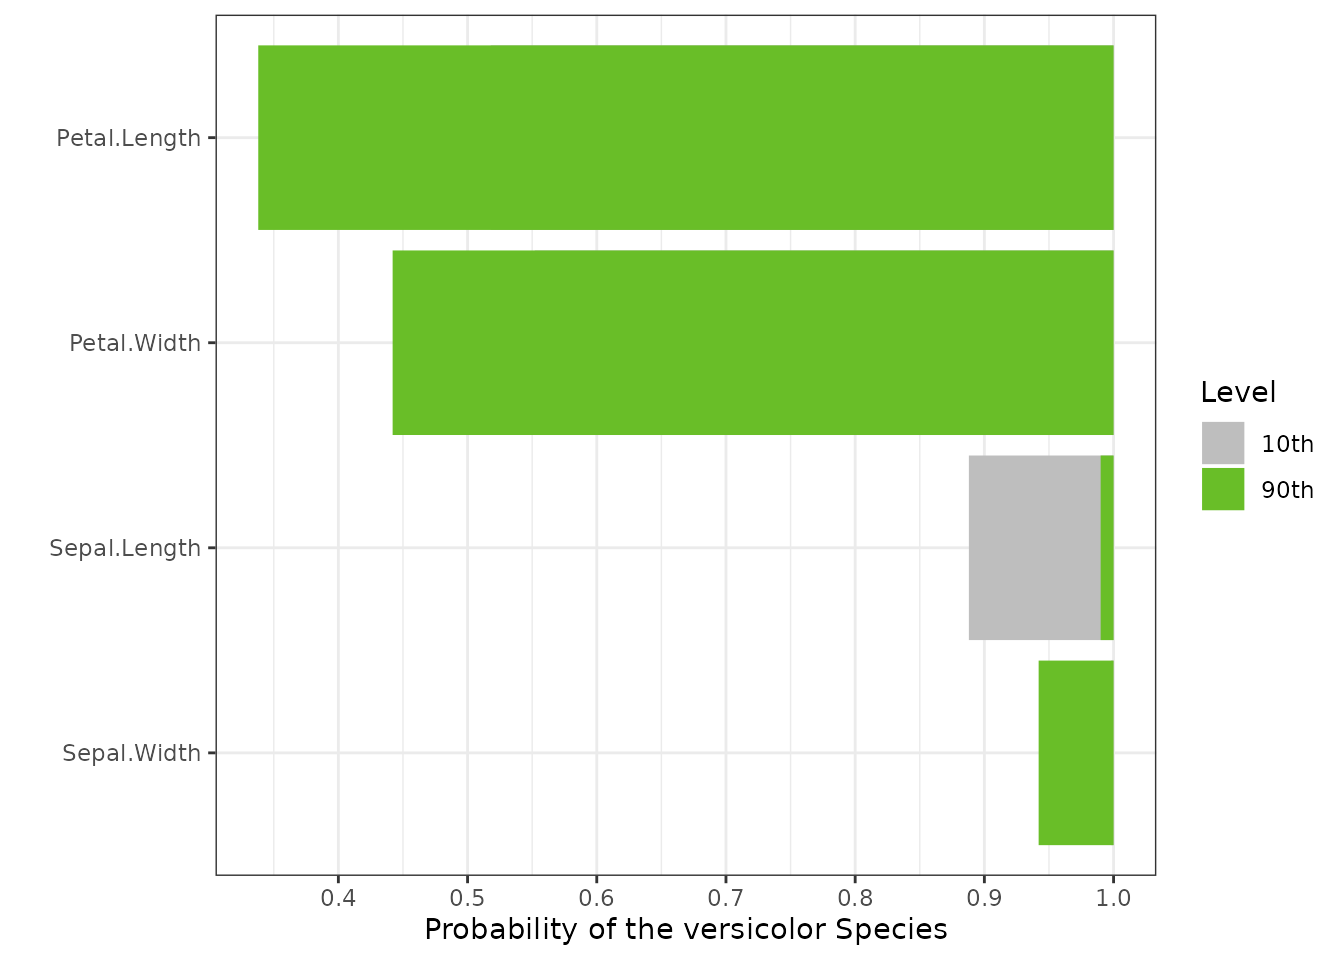 Petal.Length
Petal.Width
Sepal.Length
Sepal.Width
0.4 0.5 0.6 0.7 0.8 0.9 1.0
Probability of the versicolor Species
Level
10th
90th